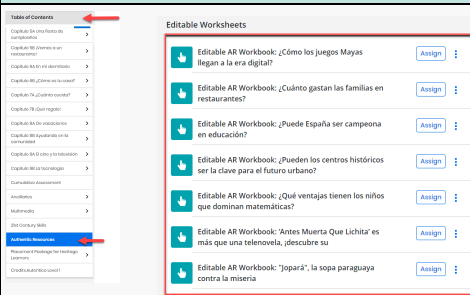 Table of Contents
Capítulo 5A Una fiesta de
cumpleaños
Capítulo 5B ¡Vamos a un
restaurante!
Capítulo 6A En mi dormitorio
Capítulo 6B ¿Cómo es tu casa?
Capítulo 7A ¿Cuánto cuesta?
Capítulo 7B ¡Qué regalo!
Capítulo 8A De vacaciones
Capítulo 8B Ayudando en la
comunidad
Capítulo 9A El cine y la televisión
Capítulo 9B La tecnología
Cumulative Assessment
Ancillaries
Multimedia
21st Century Skills
Authentic Resources
Placement Package for Heritage
Learners
Credits Auténtico Level 1
Editable Worksheets
Editable AR Workbook: ¿Cómo los juegos Mayas
llegan a la era digital?
Assign
Editable AR Workbook: ¿Cuánto gastan las familias en
restaurantes?
Assign
Editable AR Workbook: ¿Puede España ser campeona
en educación?
Assign
Editable AR Workbook: ¿Pueden los centros históricos
ser la clave para el futuro urbano?
Assign
Editable AR Workbook: ¿Qué ventajas tienen los niños
que dominan matemáticas?
Assign
Editable AR Workbook: 'Antes Muerta Que Lichita' es
más que una telenovela, ¡descubre su
Assign
Editable AR Workbook: "Jopará", la sopa paraguaya
contra la miseria
Assign